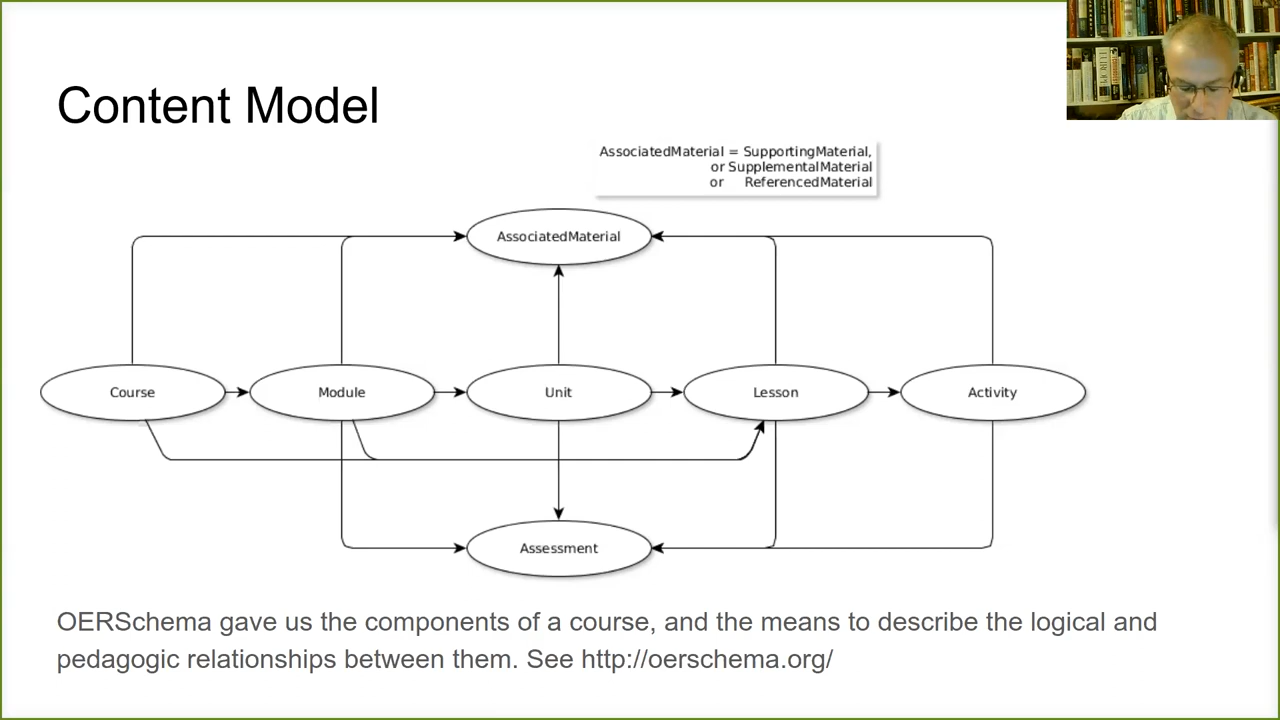 Content Model
AssociatedMaterial = SupportingMaterial,
or SupplementalMaterial
or ReferencedMaterial
AssociatedMaterial
Course
Module
Unit
Lesson
Activity
Assessment
OERSchema gave us the components of a course, and the means to describe the logical and
pedagogic relationships between them. See http://oerschema.org/